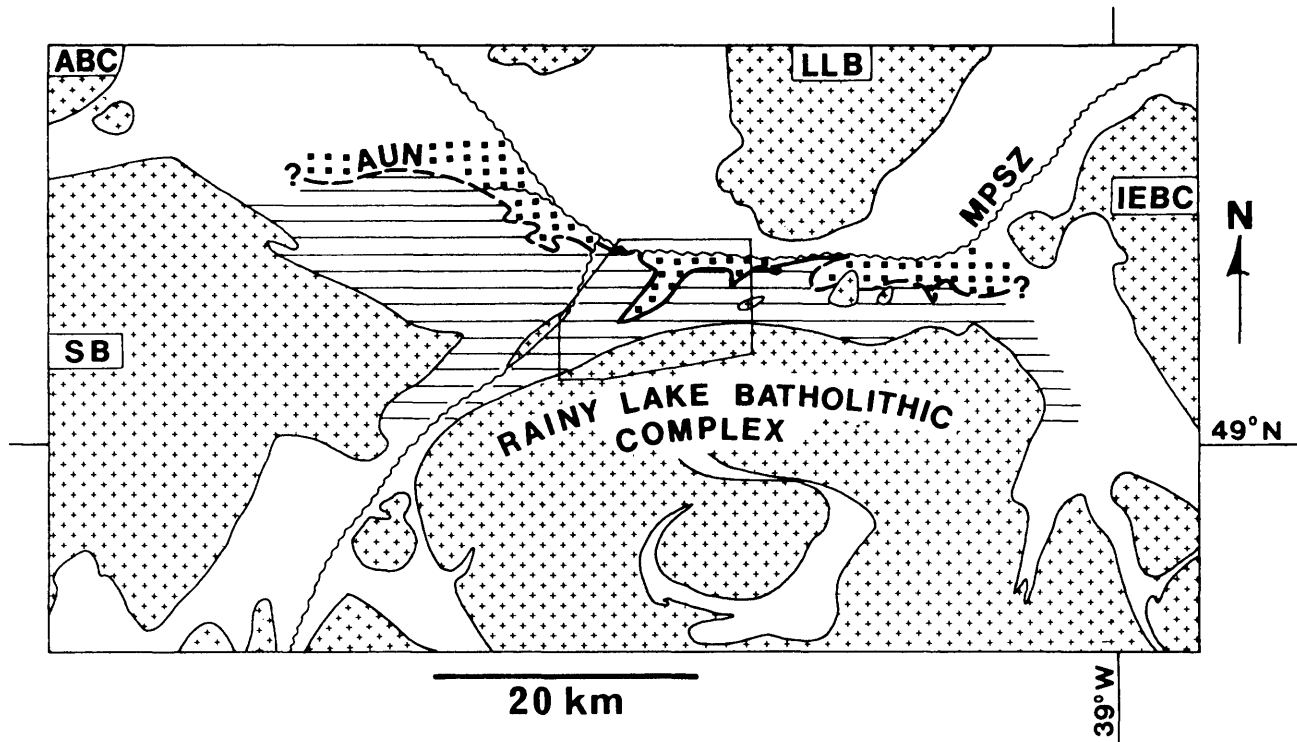 ABC
LLB
? AUN
MPSZ
IEBC
N
?
SB
RAINY LAKE BATHOLITHIC
COMPLEX
49°N
20 km
39°W